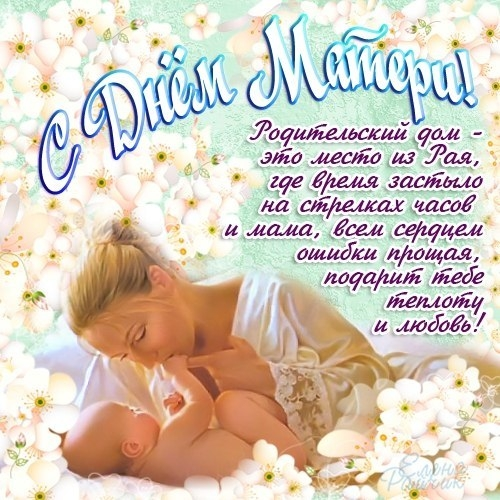 С Днём Матери!
Родительский дом -
это место из Рая,
где время застыло
на стрелках часов
и мама, всем сердцем
ошибки прощая,
подарит тебе
теплоту
и любовь!
Елена